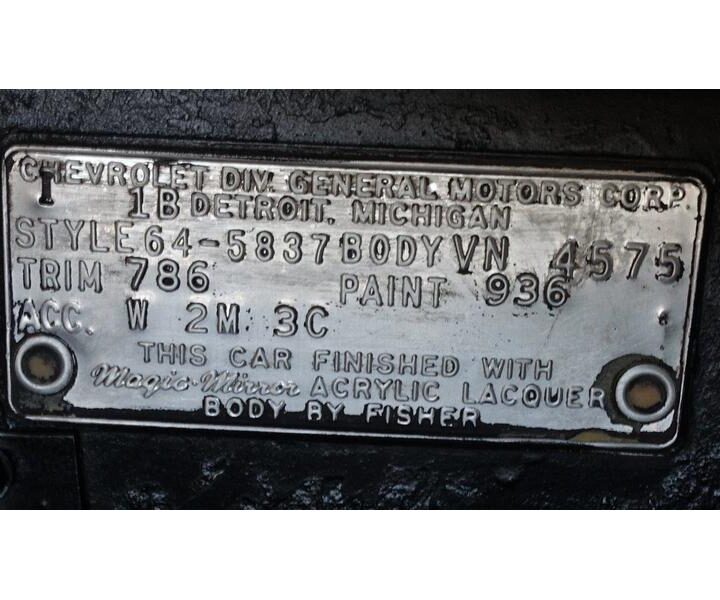 CHEVROLET DIV. GENERAL MOTORS CORP.
I 1B DETROIT, MICHIGAN
STYLE 64-5837 BODY VN 4575
TRIM 786 PAINT 936
ACC. W 2M 3C
THIS CAR FINISHED WITH
Magic-Mirror ACRYLIC LACQUER
BODY BY FISHER